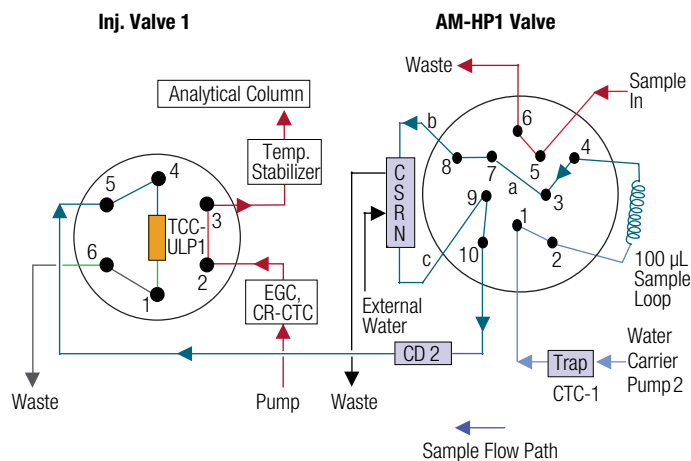 Inj. Valve 1
AM-HP1 Valve
Analytical Column
Temp.
Stabilizer
TCC-
ULP1
1
2
3
4
5
6
EGC,
CR-CTC
Waste
Pump
Waste
Sample
In
6
5
4
b
8
7
a
3
9
1
2
10
c
C
S
R
N
External
Water
100 µL
Sample
Loop
CD 2
Trap
CTC-1
Water
Carrier
Pump 2
Waste
Sample Flow Path